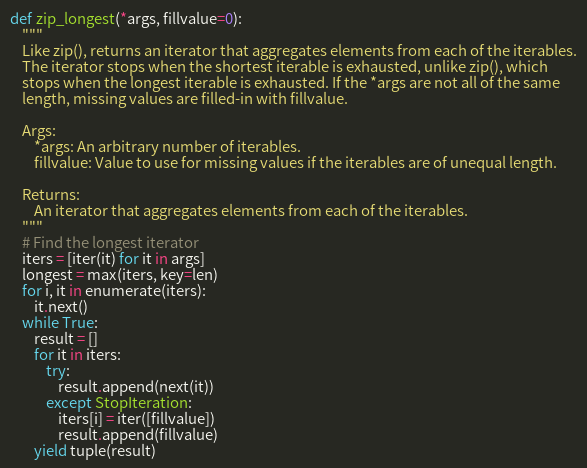 def zip_longest(*args, fillvalue=0):
    """
    Like zip(), returns an iterator that aggregates elements from each of the iterables.
    The iterator stops when the shortest iterable is exhausted, unlike zip(), which
    stops when the longest iterable is exhausted. If the *args are not all of the same
    length, missing values are filled-in with fillvalue.

    Args:
        *args: An arbitrary number of iterables.
        fillvalue: Value to use for missing values if the iterables are of unequal length.

    Returns:
        An iterator that aggregates elements from each of the iterables.
    """
    # Find the longest iterator
    iters = [iter(it) for it in args]
    longest = max(iters, key=len)
    for i, it in enumerate(iters):
        it.next()
    while True:
        result = []
        for it in iters:
            try:
                result.append(next(it))
            except StopIteration:
                iters[i] = iter([fillvalue])
                result.append(fillvalue)
        yield tuple(result)